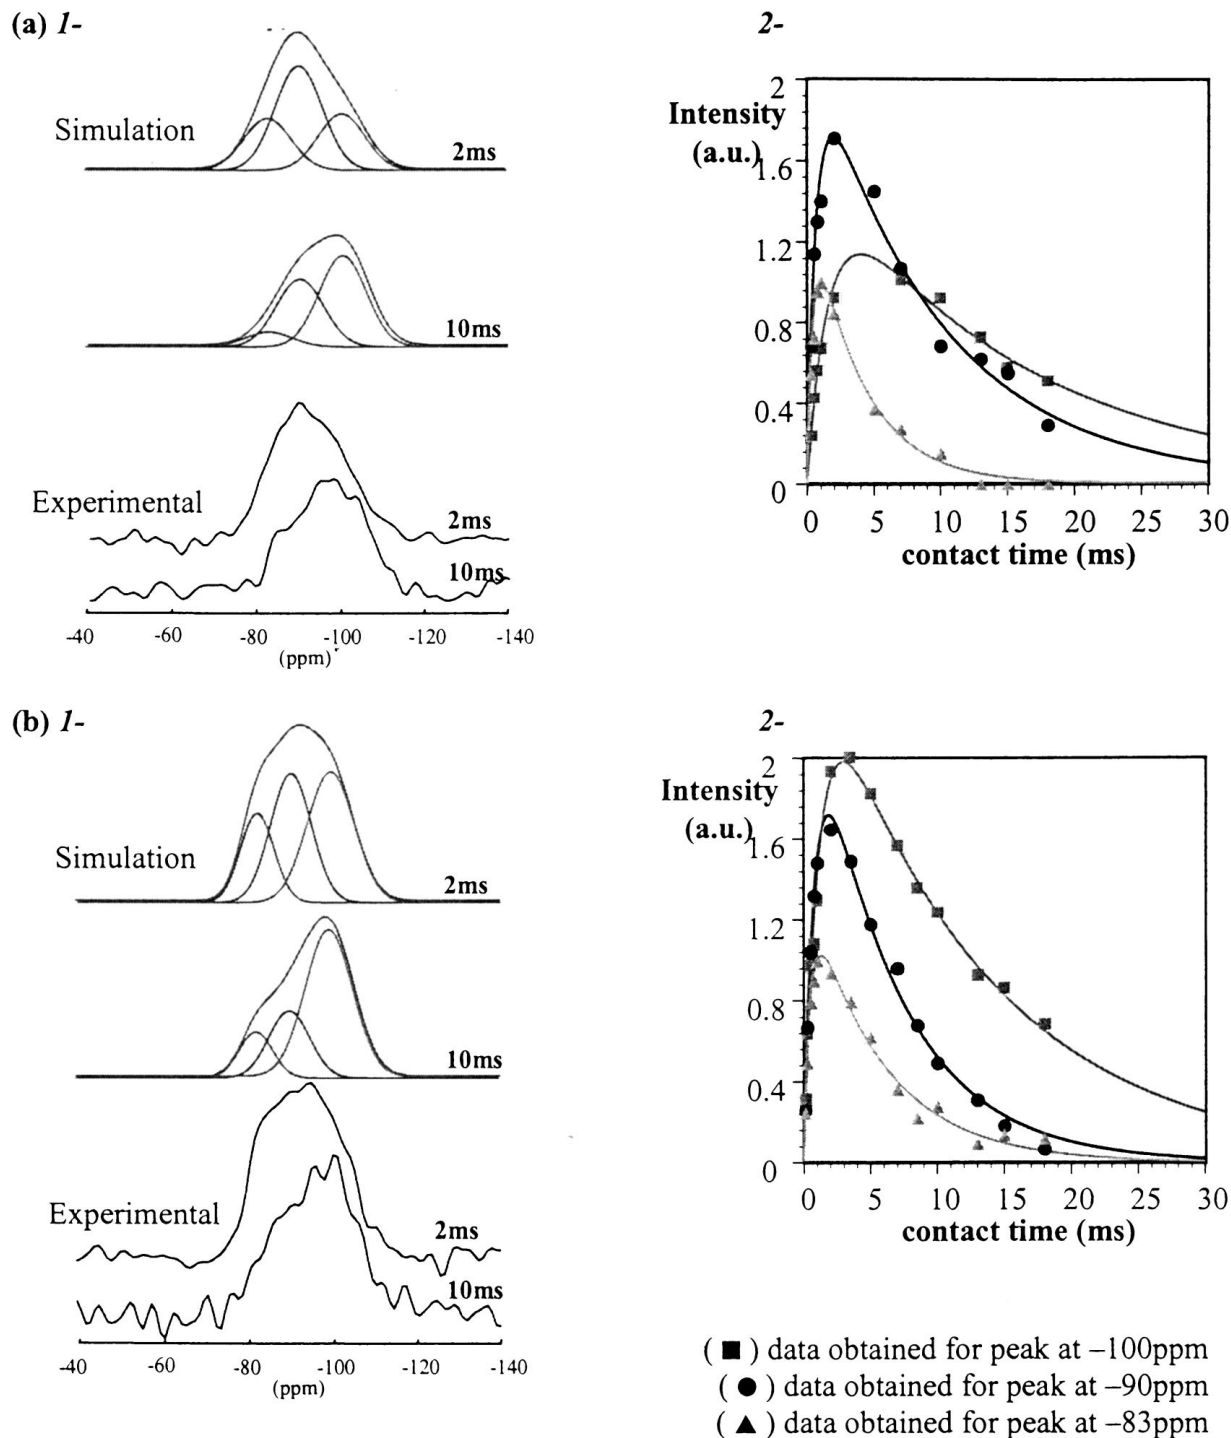 (a) 1-
Simulation
2ms
10ms
Experimental
2ms
10ms
-40 -60 -80 -100 -120 -140
(ppm)
2-
Intensity
(a.u.)
2
1.6
1.2
0.8
0.4
0
0 5 10 15 20 25 30
contact time (ms)
(b) 1-
Simulation
2ms
10ms
Experimental
2ms
10ms
-40 -60 -80 -100 -120 -140
(ppm)
2-
Intensity
(a.u.)
2
1.6
1.2
0.8
0.4
0
0 5 10 15 20 25 30
contact time (ms)
( ■ ) data obtained for peak at –100ppm
( ● ) data obtained for peak at –90ppm
( ▲ ) data obtained for peak at –83ppm